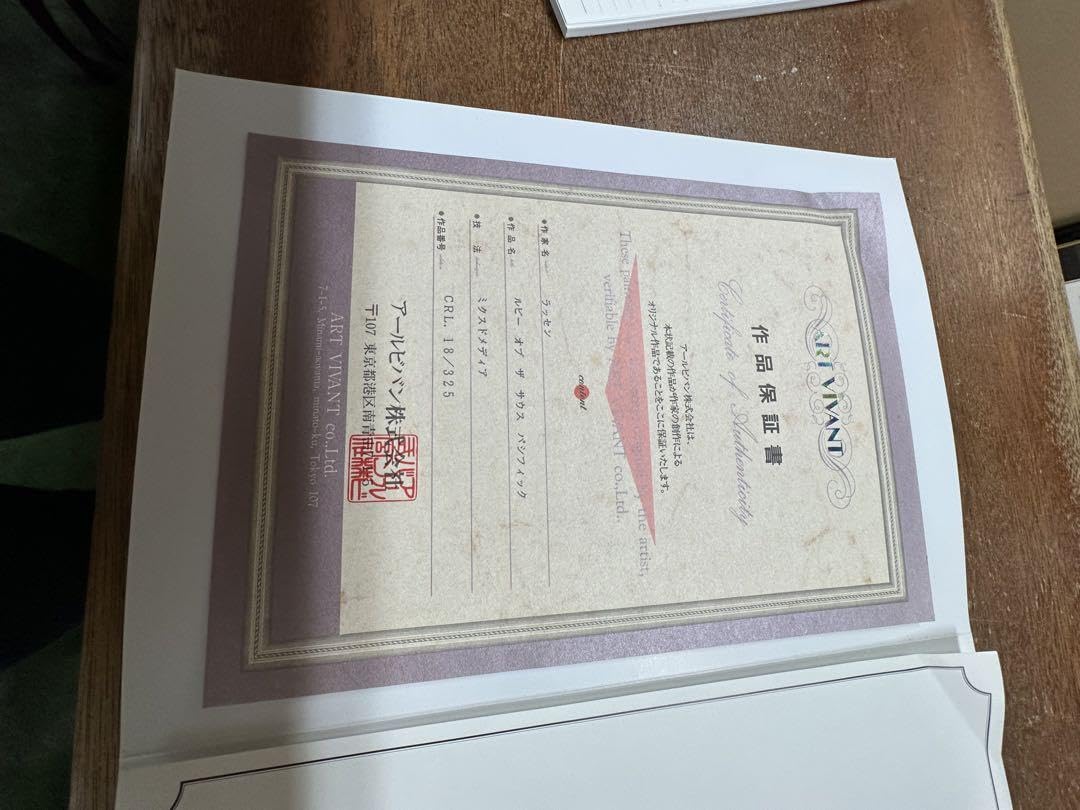 ART VIVANT
作品保証書
Certificate of Authenticity
アールビバン株式会社は、
本状記載の作品が作家の創作による
オリジナル作品であることをここに保証いたします。
These the artist,
verifiable VIVANT co.,Ltd..
●作家名 ラッセン
●作品名 ルビー オブ ザ サウス パシフィック
●技法 ミクスドメディア
●作品番号 CRL. 18/325
アールビバン株式会社
〒107 東京都港区南青
ART VIVANT co.,Ltd.
7-1-5, Minami-aoyama, minato-ku, Tokyo 107